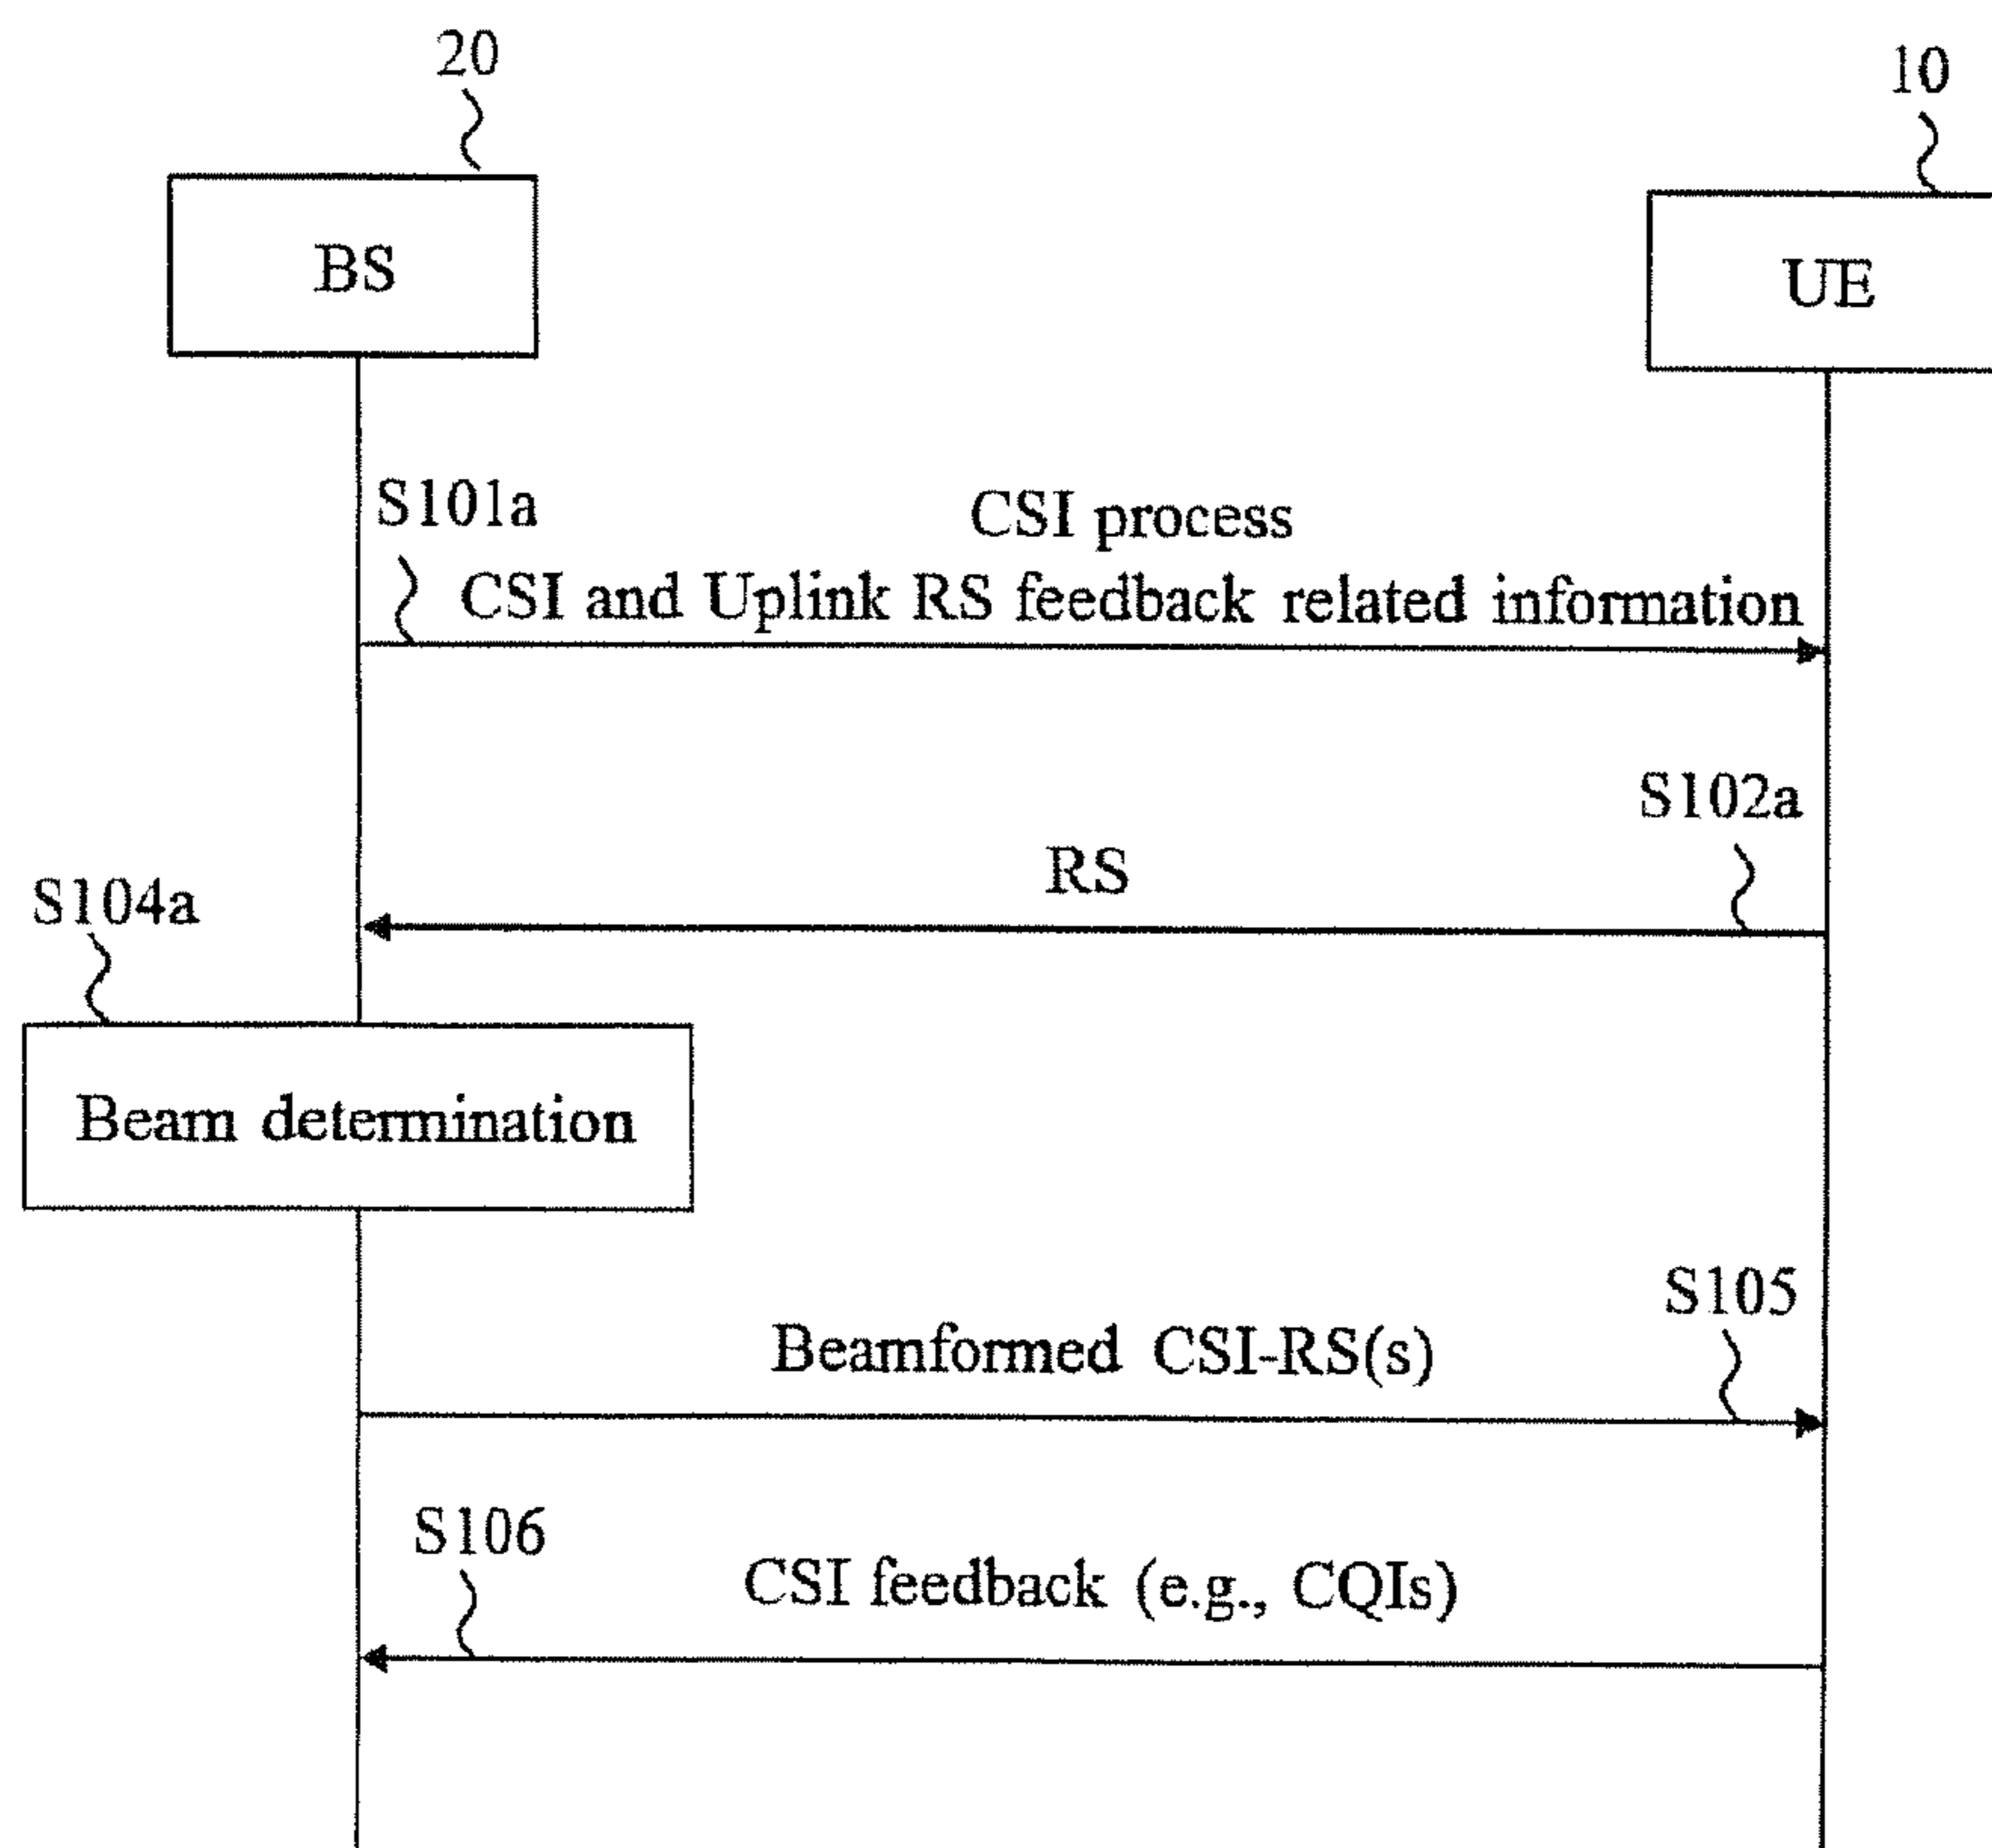 20
10
BS
UE
S101a
CSI process
CSI and Uplink RS feedback related information
S102a
RS
S104a
Beam determination
S105
Beamformed CSI-RS(s)
S106
CSI feedback (e.g., CQIs)